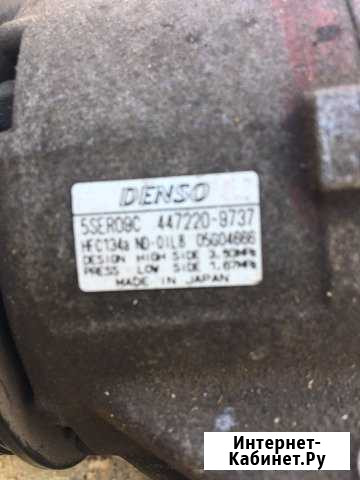 DENSO
5SER09C 447220-9737
HFC134a ND-OIL8 05G04666
DESIGN HIGH SIDE 3.53MPa
PRESS. LOW SIDE 1.67MPa
MADE IN JAPAN
Интернет-
Кабинет.Ру